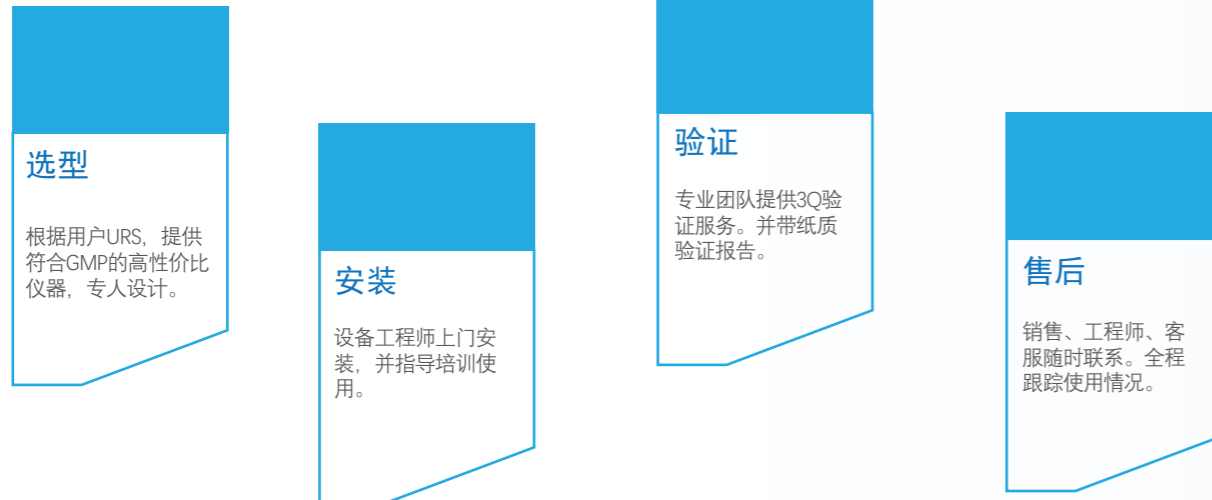 选型
根据用户URS，提供
符合GMP的高性价比
仪器，专人设计。
安装
设备工程师上门安
装，并指导培训使
用。
验证
专业团队提供3Q验
证服务。并带纸质
验证报告。
售后
销售、工程师、客
服随时联系。全程
跟踪使用情况。